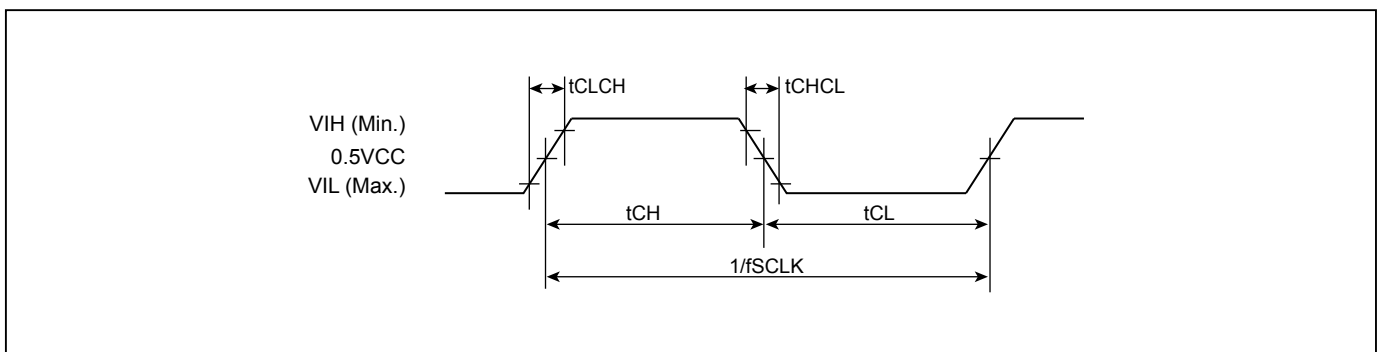 tCLCH
tCHCL
VIH (Min.)
0.5VCC
VIL (Max.)
tCH
tCL
1/fSCLK